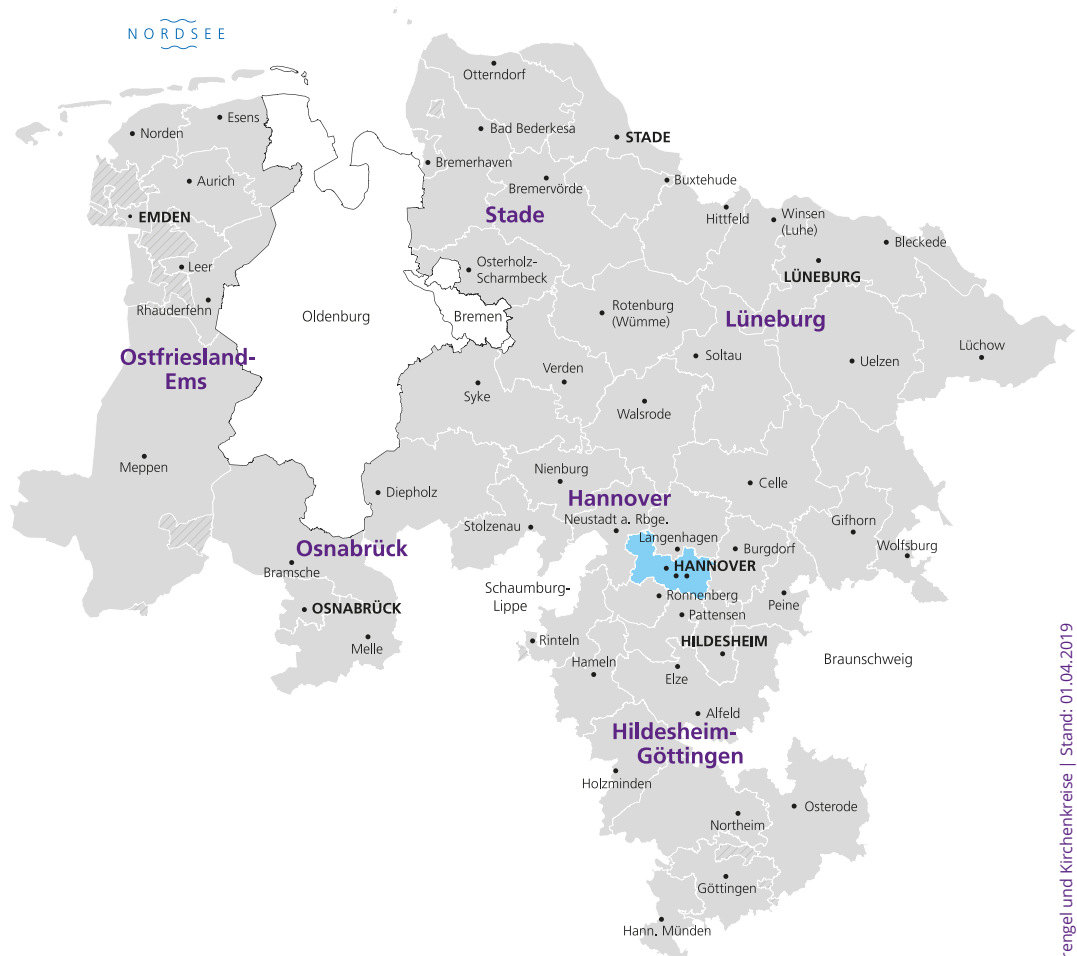 NORDSEE
Otterndorf
Esens
Norden
Bad Bederkesa
STADE
Bremerhaven
Aurich
Bremervörde
Buxtehude
EMDEN
Stade
Hittfeld
Winsen
(Luhe)
Bleckede
Leer
Osterholz-
Scharmbeck
LÜNEBURG
Rhauderfehn
Oldenburg
Bremen
Rotenburg
(Wümme)
Lüneburg
Ostfriesland-
Ems
Soltau
Uelzen
Lüchow
Verden
Syke
Walsrode
Meppen
Nienburg
Celle
Diepholz
Hannover
Stolzenau
Neustadt a. Rbge.
Gifhorn
Langenhagen
Burgdorf
Wolfsburg
Osnabrück
Bramsche
HANNOVER
Schaumburg-
Lippe
Ronnenberg
Peine
OSNABRÜCK
Pattensen
Melle
Rinteln
HILDESHEIM
Hameln
Elze
Braunschweig
Alfeld
Hildesheim-
Göttingen
Holzminden
Osterode
Northeim
Göttingen
Hann. Münden
Kirchenkreise | Stand: 01.04.2019